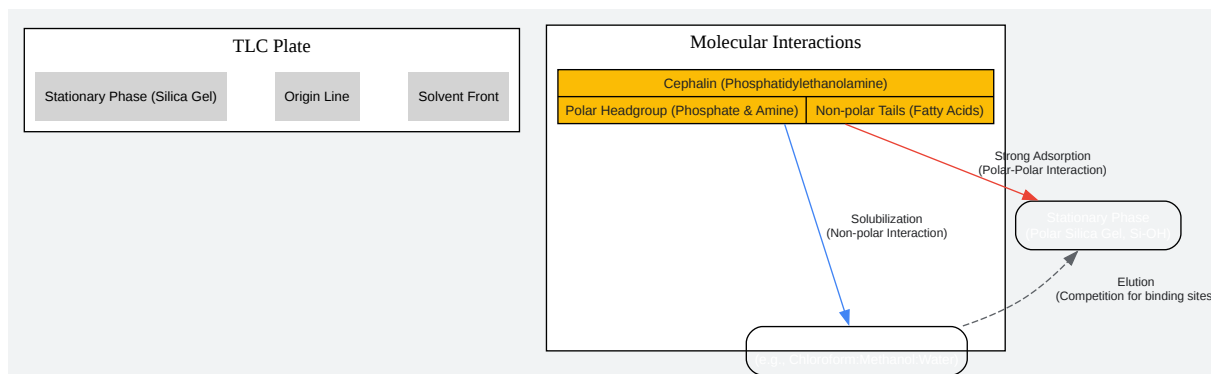 TLC Plate
Stationary Phase (Silica Gel)
Origin Line
Solvent Front
Molecular Interactions
Cephalin (Phosphatidylethanolamine)
Polar Headgroup (Phosphate & Amine)
Non-polar Tails (Fatty Acids)
Strong Adsorption
(Polar-Polar Interaction)
Stationary Phase
(Polar Silica Gel, Si-OH)
Solubilization
(Non-polar Interaction)
Elution
(Competition for binding sites
(e.g., Chloroform:Methanol:Water)